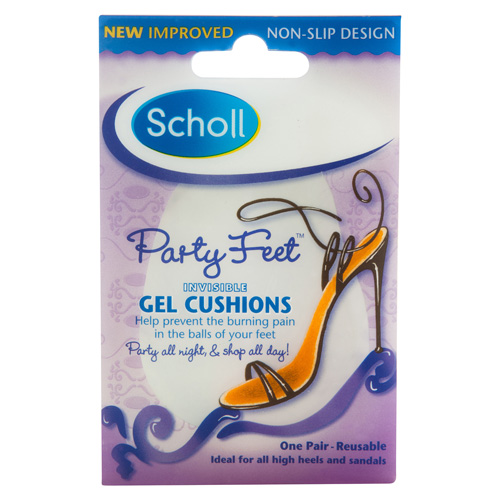 NEW IMPROVED NON-SLIP DESIGN
Scholl
Party Feet™
INVISIBLE
GEL CUSHIONS
Help prevent the burning pain
in the balls of your feet
Party all night, & shop all day!
One Pair - Reusable
Ideal for all high heels and sandals